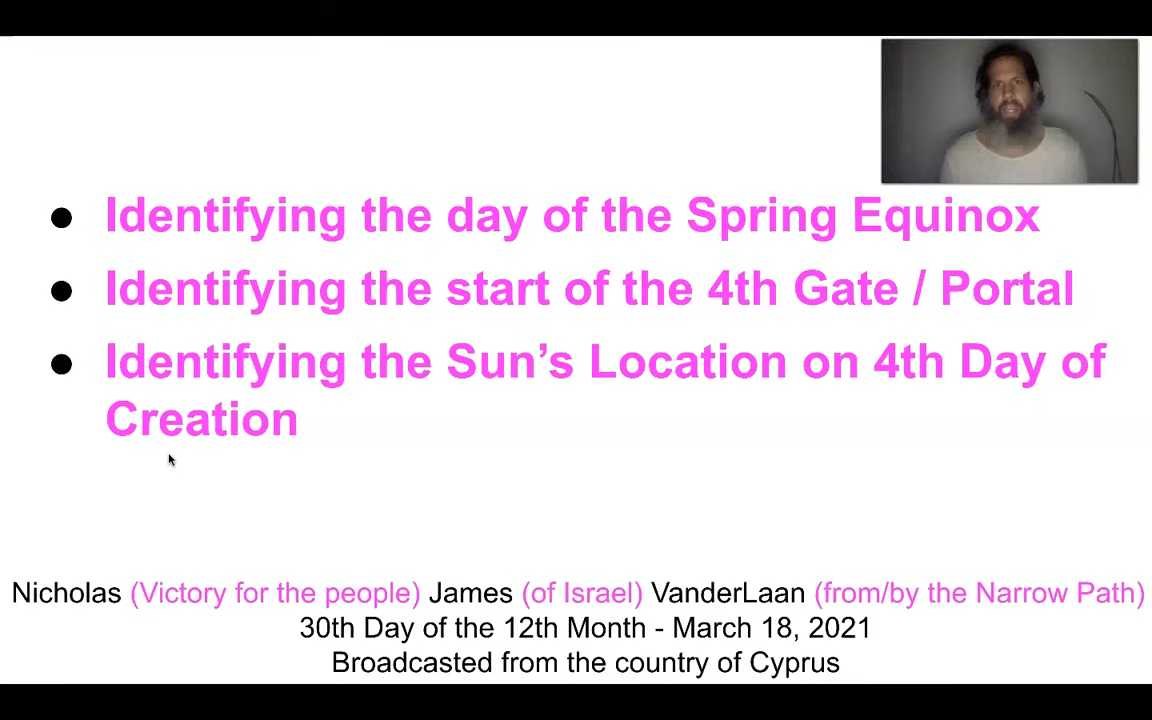 ● Identifying the day of the Spring Equinox
● Identifying the start of the 4th Gate / Portal
● Identifying the Sun’s Location on 4th Day of
Creation
Nicholas (Victory for the people) James (of Israel) VanderLaan (from/by the Narrow Path)
30th Day of the 12th Month - March 18, 2021
Broadcasted from the country of Cyprus